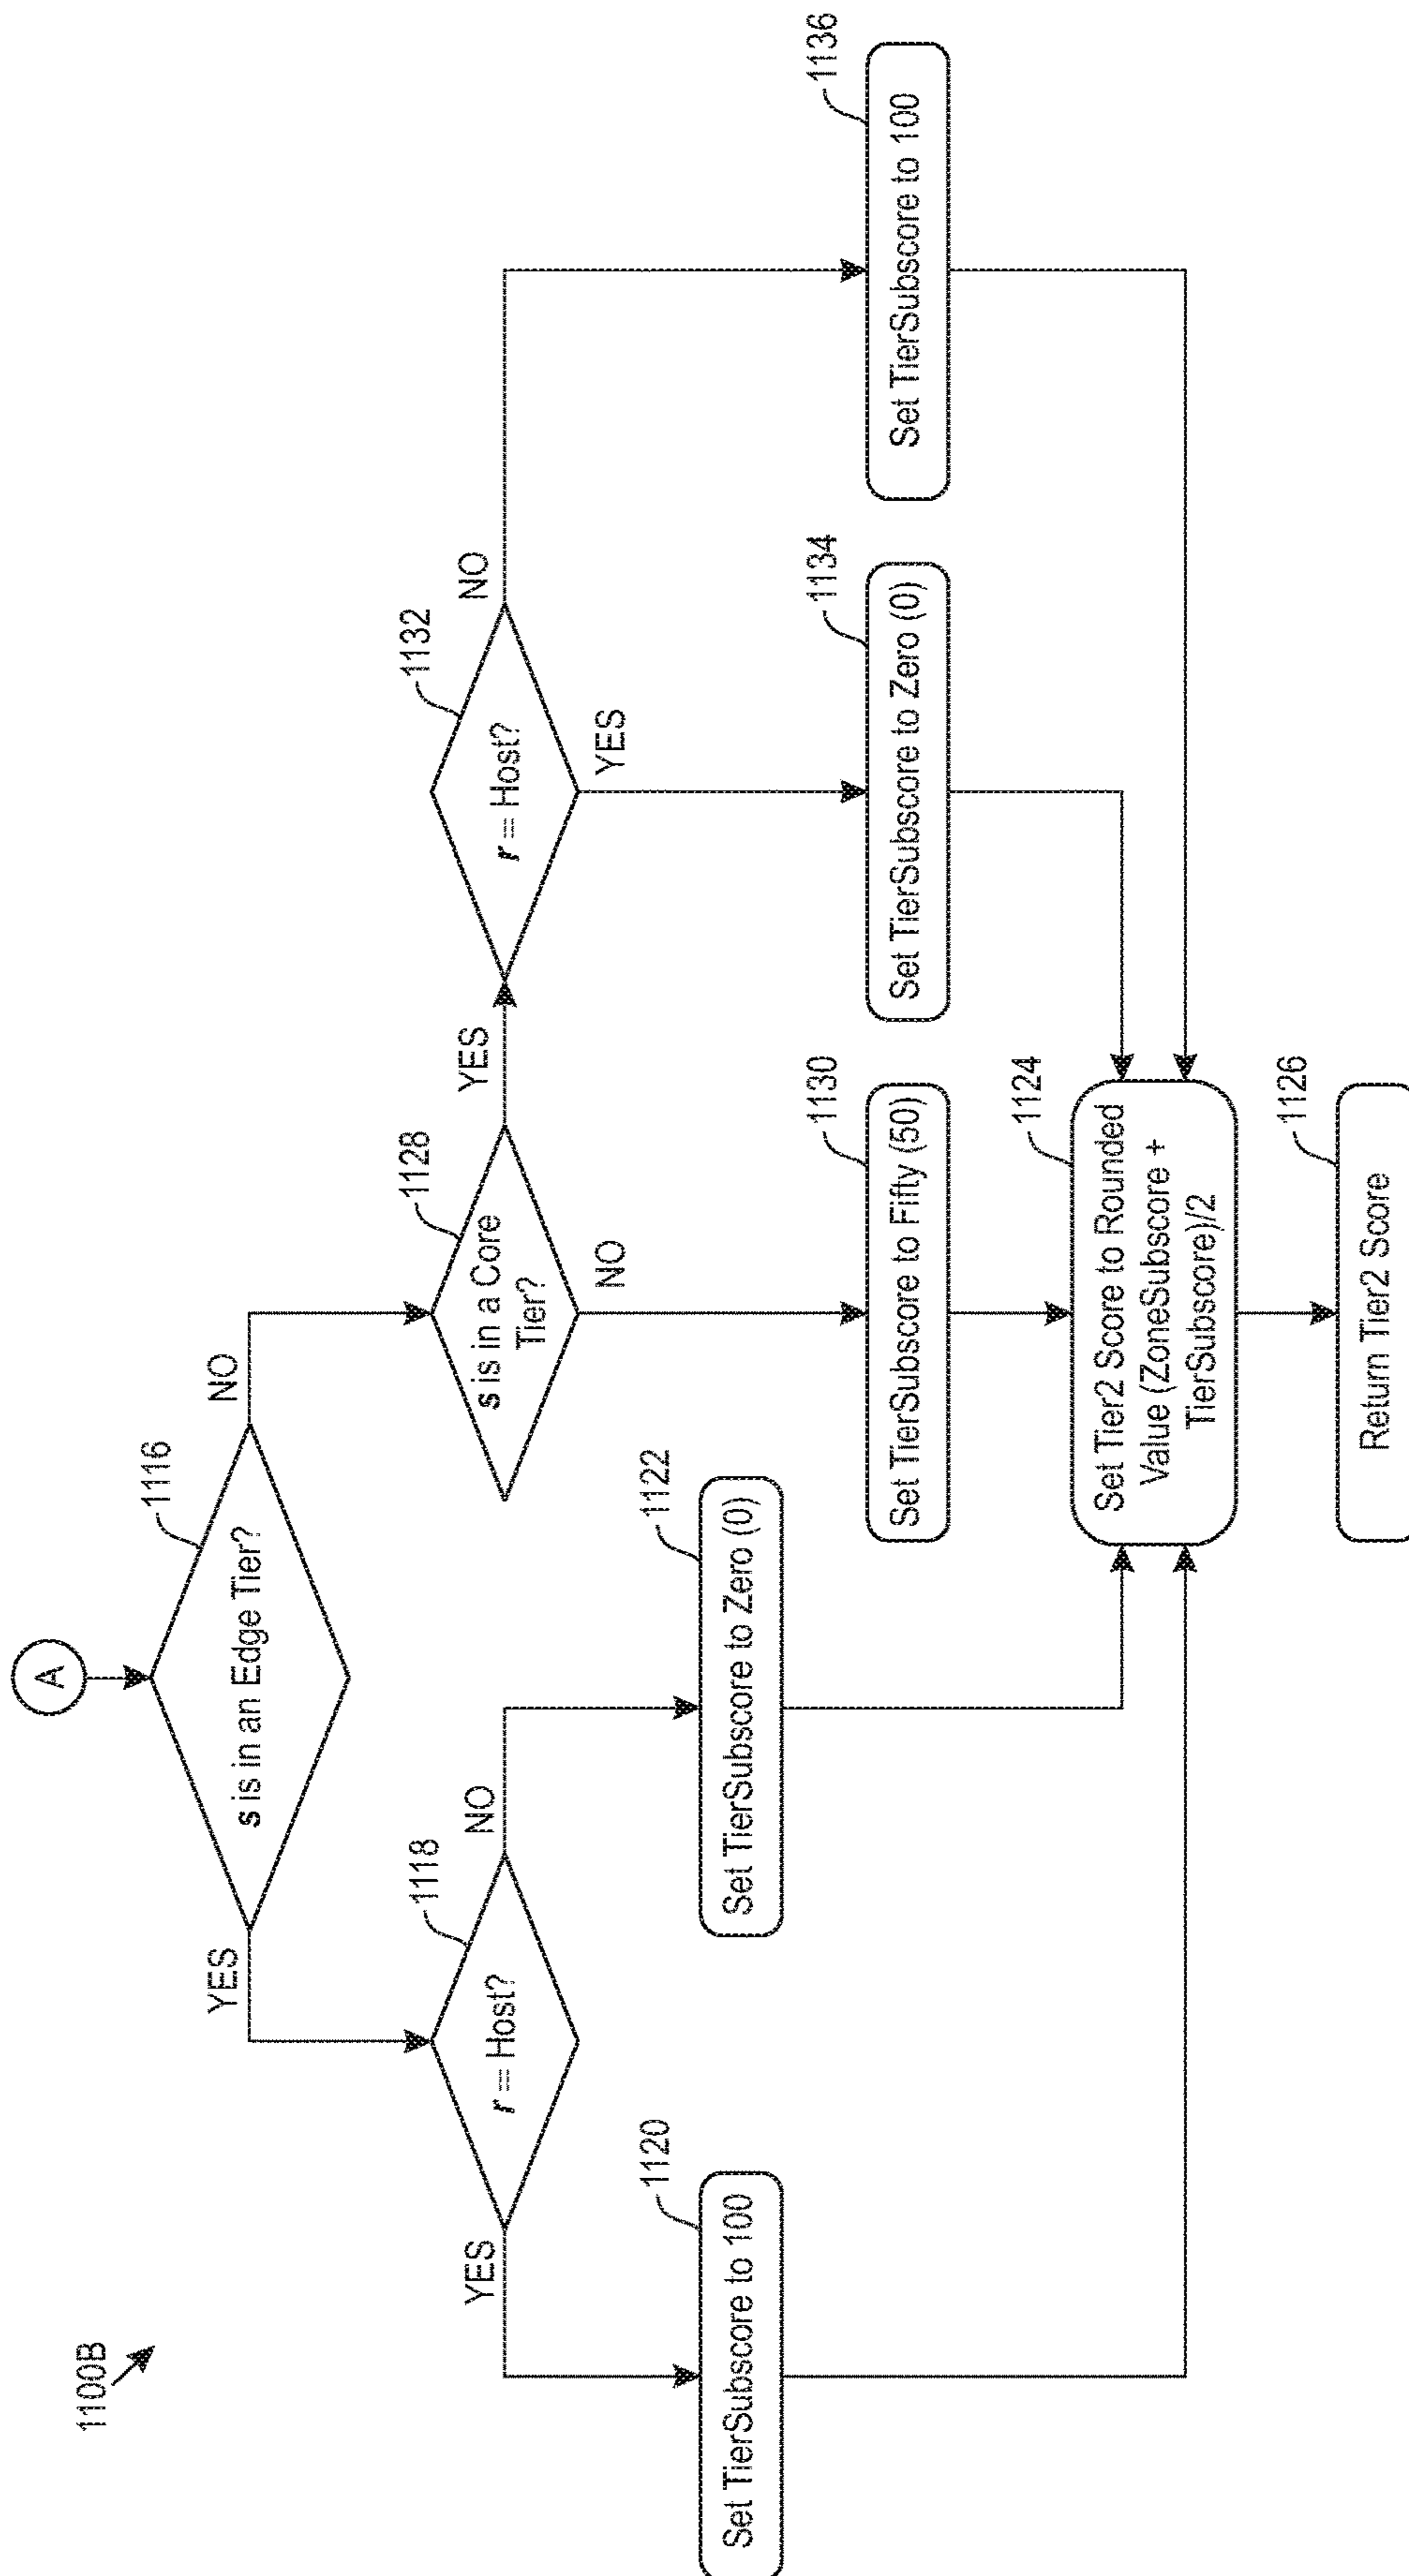 1100B
A
1116
s is in an Edge Tier?
YES
NO
1118
r == Host?
YES
NO
1128
s is in a Core
Tier?
YES
NO
1132
r == Host?
NO
YES
1120
Set TierSubscore to 100
1122
Set TierSubscore to Zero (0)
1130
Set TierSubscore to Fifty (50)
1134
Set TierSubscore to Zero (0)
1136
Set TierSubscore to 100
1124
Set Tier2 Score to Rounded
Value (ZoneSubscore +
TierSubscore)/2
1126
Return Tier2 Score